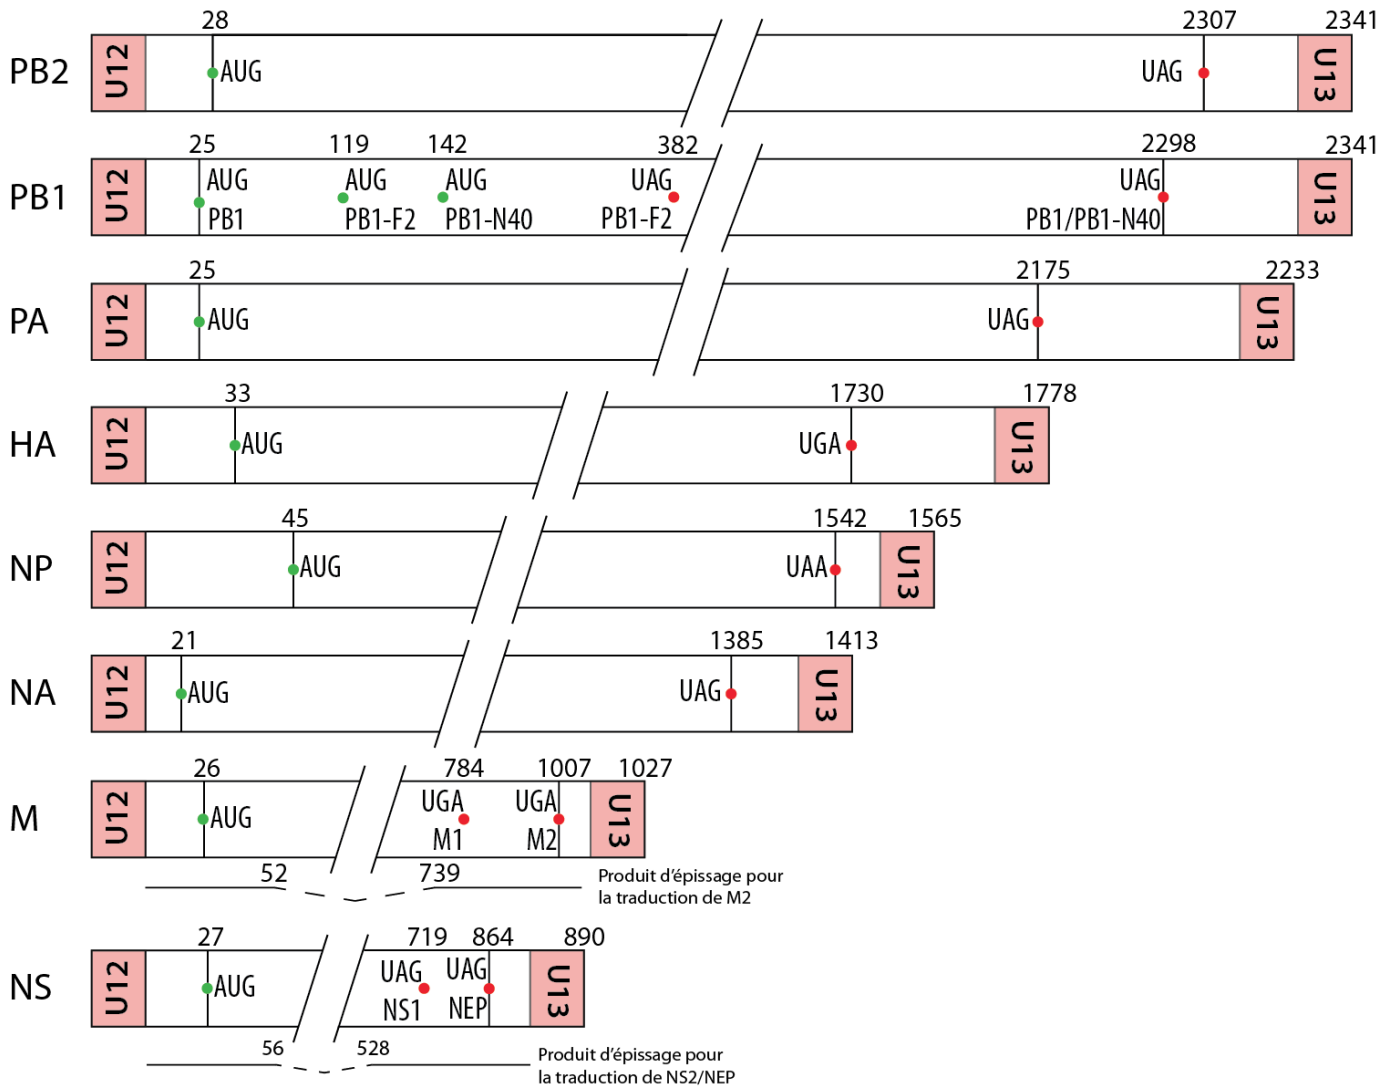 28 2307 2341
PB2 U12 AUG UAG U13
25 119 142 382 2298 2341
PB1 U12 AUG AUG AUG UAG UAG U13
PB1 PB1-F2 PB1-N40 PB1-F2 PB1/PB1-N40
25 2175 2233
PA U12 AUG UAG U13
33 1730 1778
HA U12 AUG UGA U13
45 1542 1565
NP U12 AUG UAA U13
21 1385 1413
NA U12 AUG UAG U13
26 784 1007 1027
M U12 AUG UGA UGA U13
M1 M2
52 739 Produit d’épissage pour
la traduction de M2
27 719 864 890
NS U12 AUG UAG UAG U13
NS1 NEP
56 528 Produit d’épissage pour
la traduction de NS2/NEP